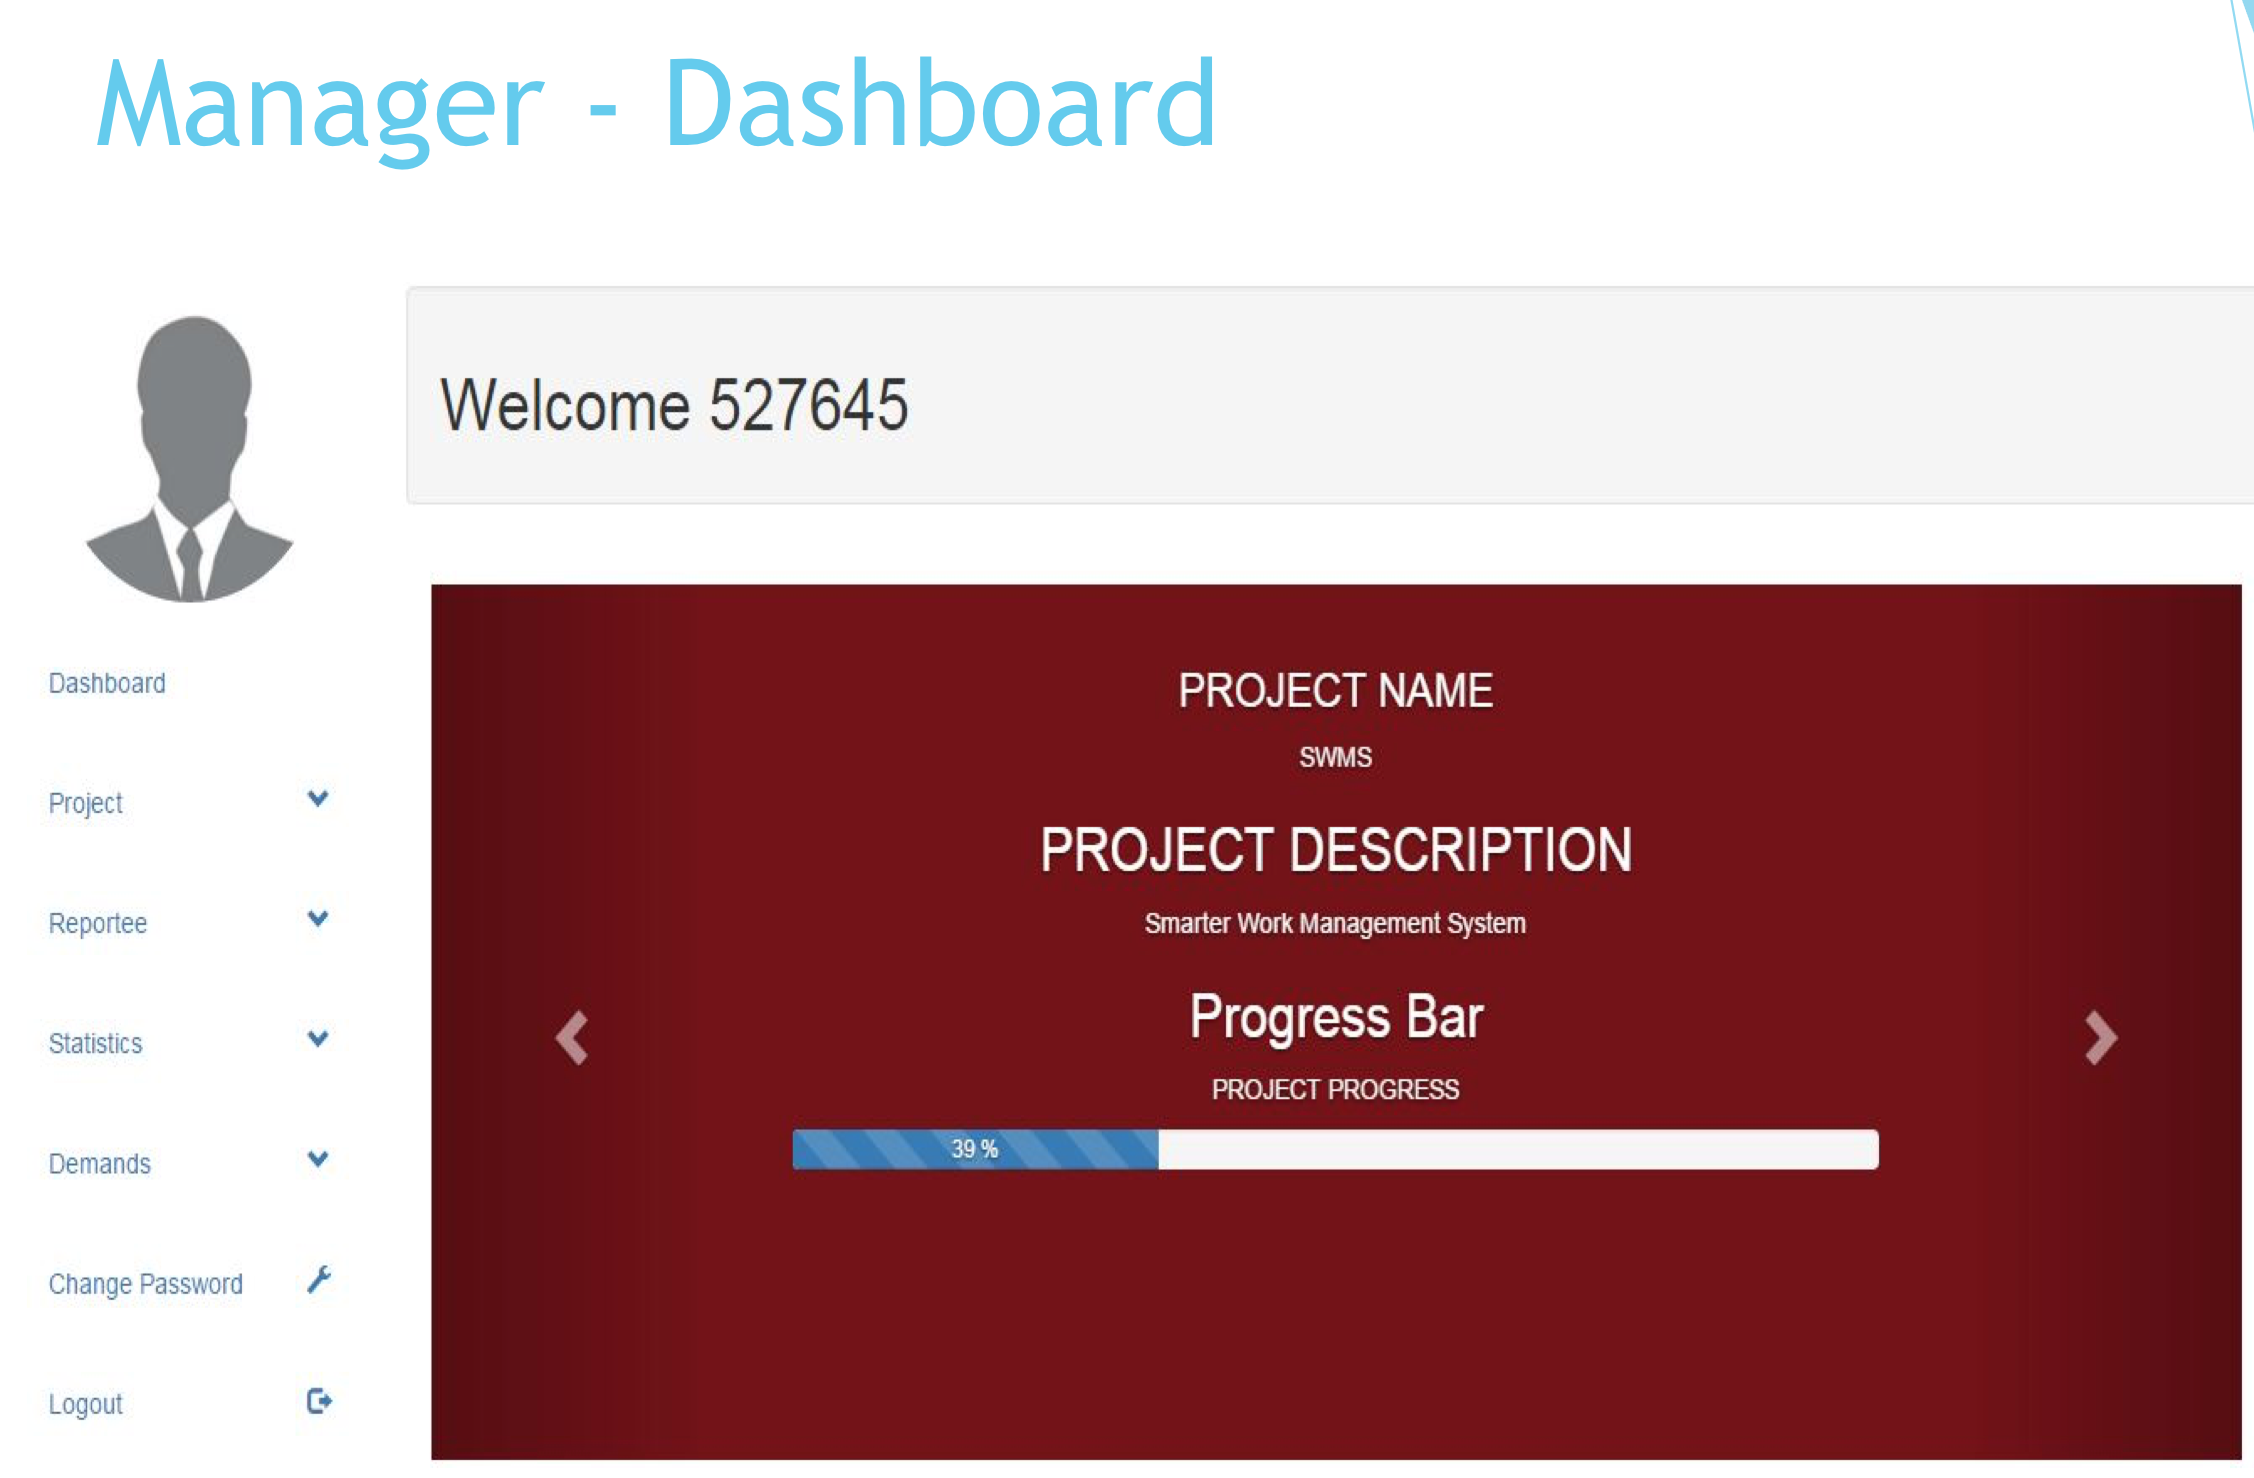 Manager - Dashboard
Welcome 527645
Dashboard
Project
Reportee
Statistics
Demands
Change Password
Logout
PROJECT NAME
SWMS
PROJECT DESCRIPTION
Smarter Work Management System
Progress Bar
PROJECT PROGRESS
39 %